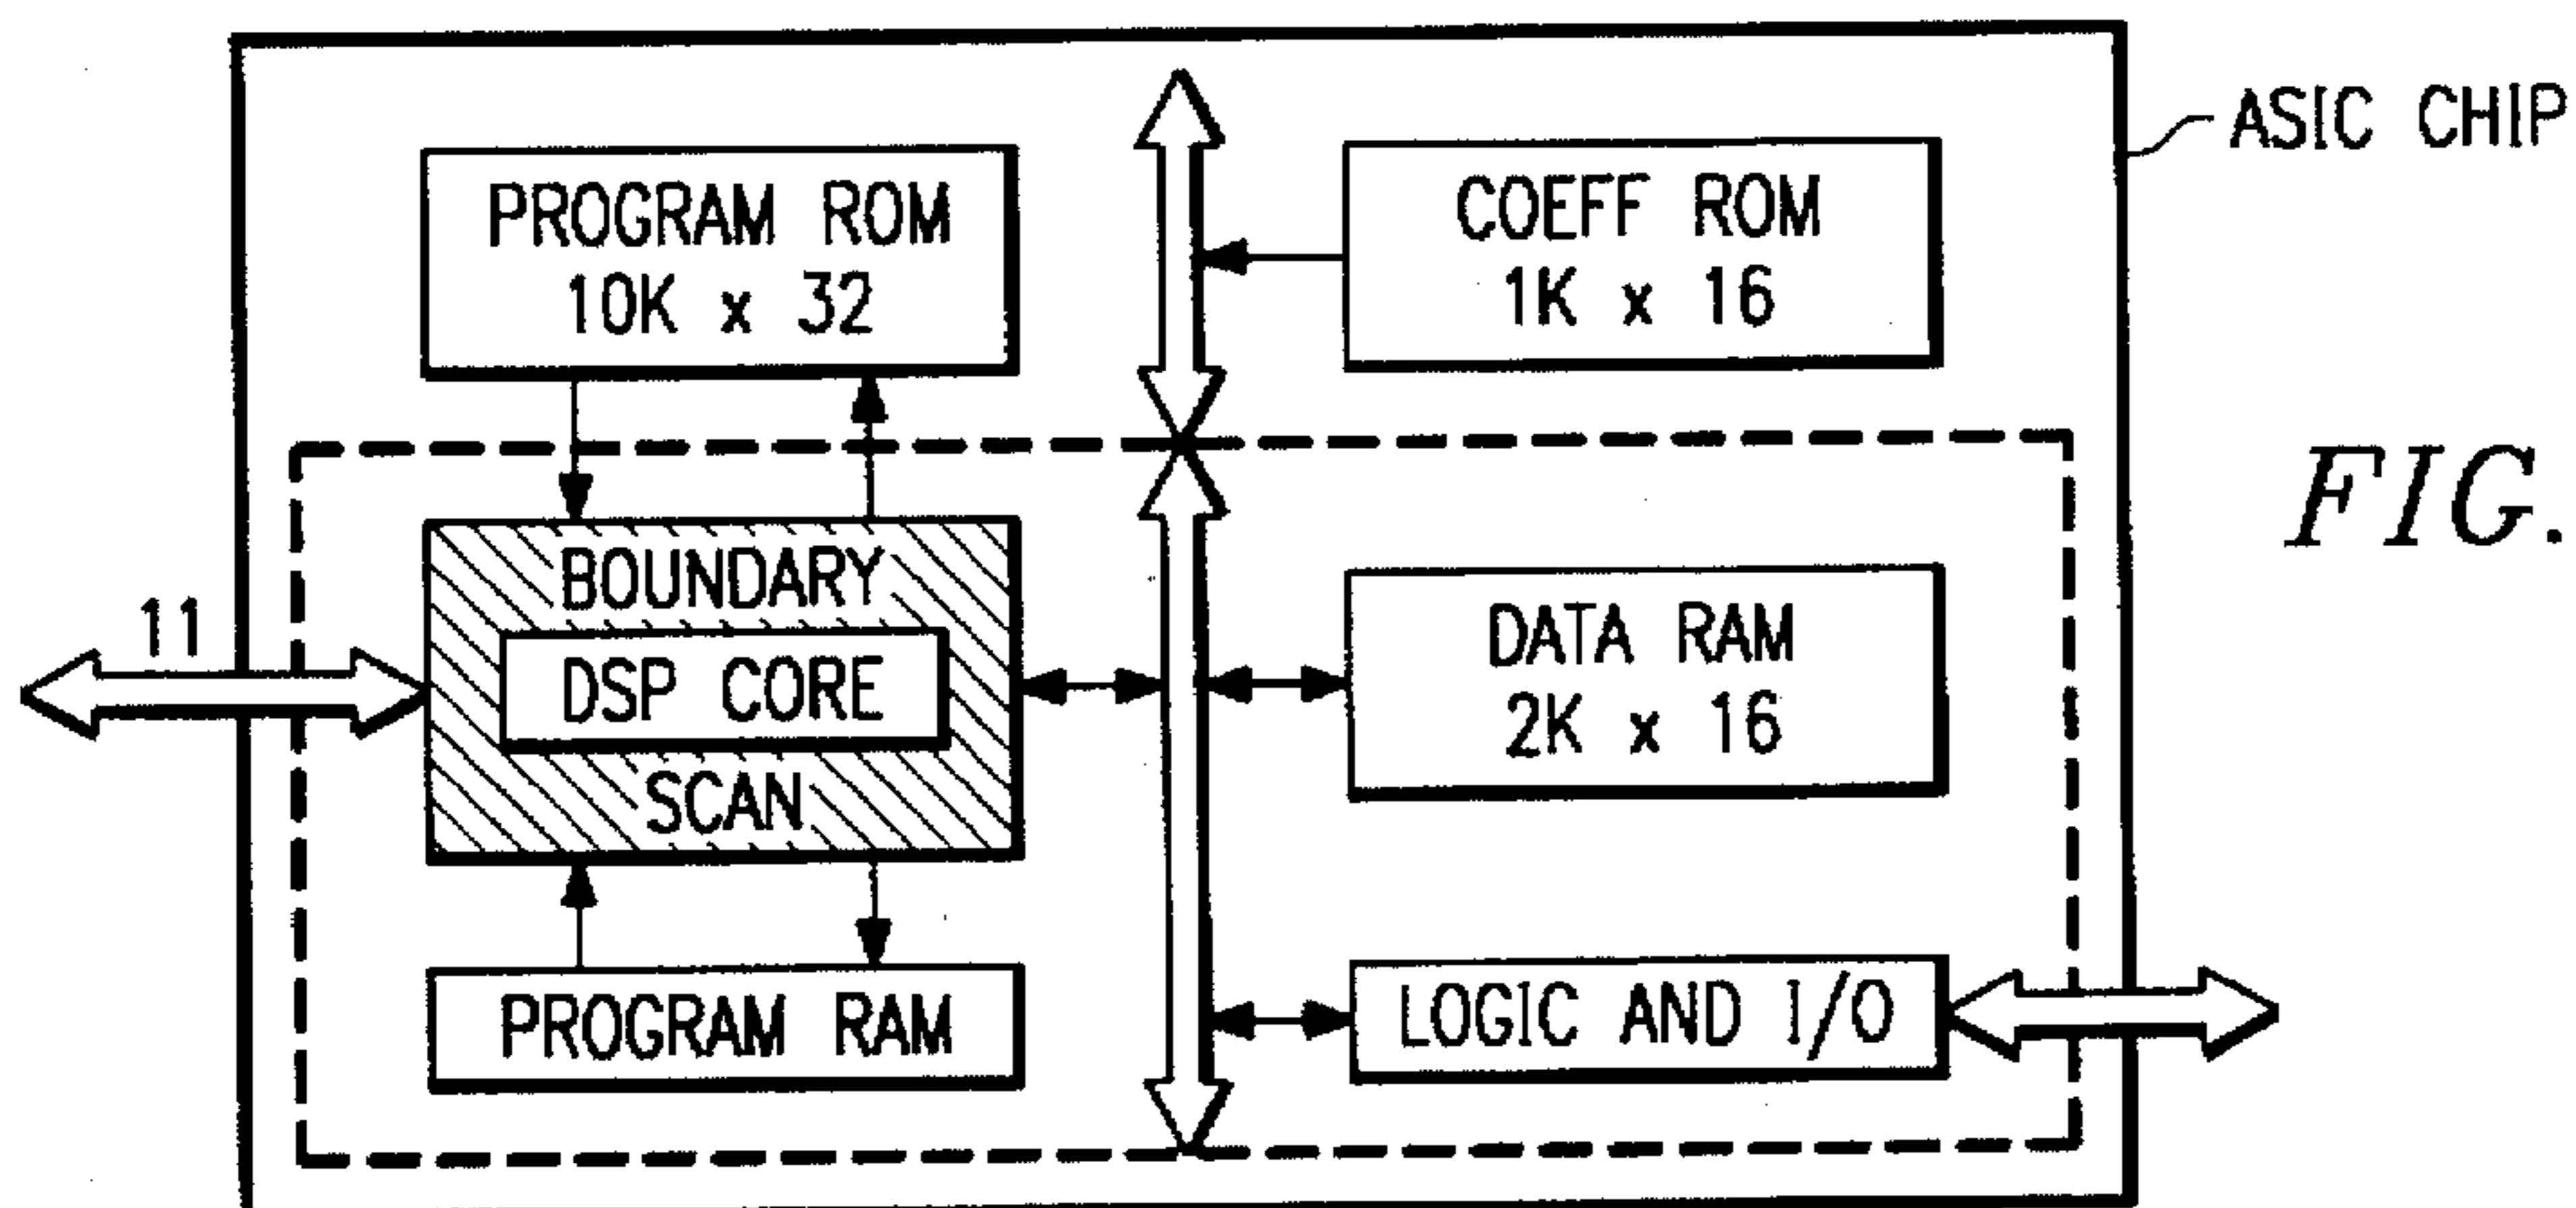 ASIC CHIP
PROGRAM ROM
10K x 32
COEFF ROM
1K x 16
FIG.
11
BOUNDARY
DSP CORE
SCAN
DATA RAM
2K x 16
PROGRAM RAM
LOGIC AND I/O